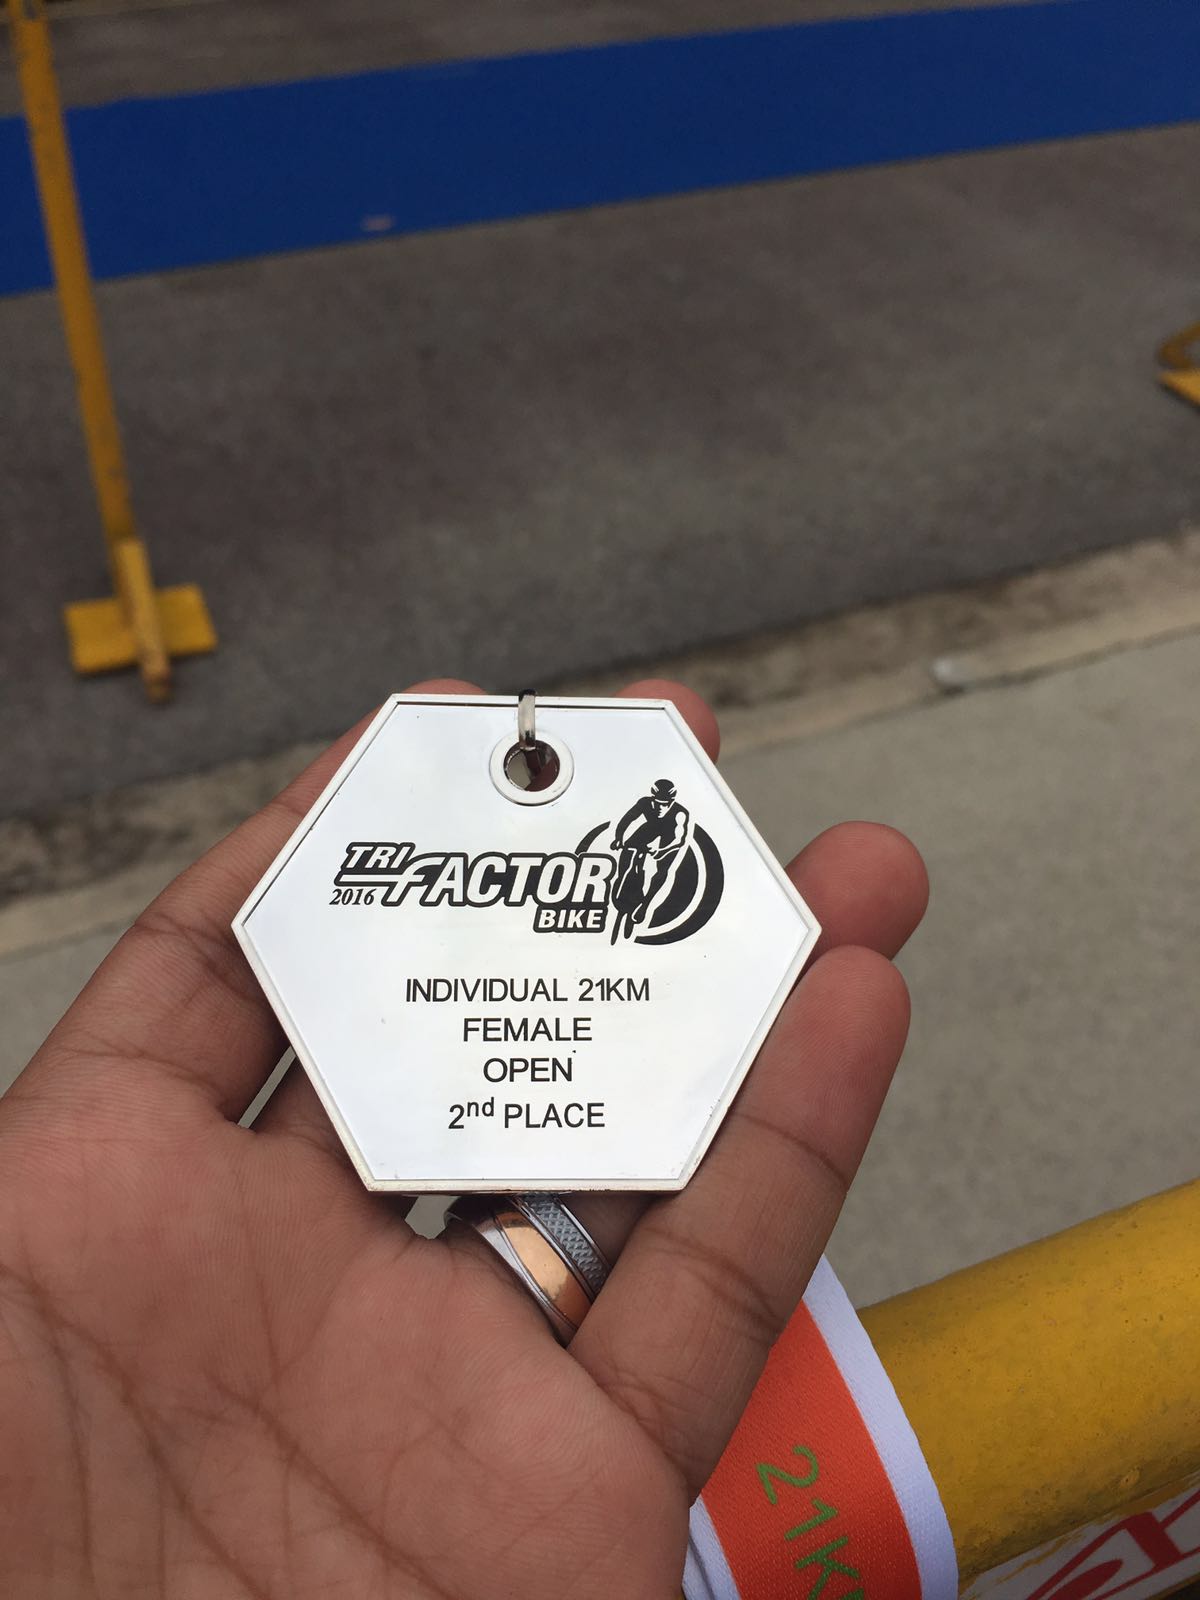 TRI
2016 FACTOR
BIKE
INDIVIDUAL 21KM
FEMALE
OPEN
2nd PLACE
21K